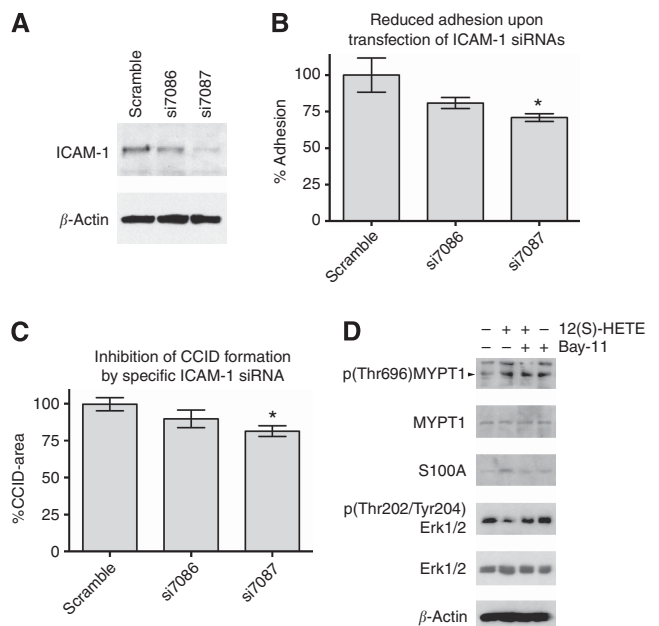 A
Scramble
si7086
si7087
ICAM-1
β-Actin
B
Reduced adhesion upon
transfection of ICAM-1 siRNAs
% Adhesion
100
75
50
25
0
*
Scramble
si7086
si7087
C
Inhibition of CCID formation
by specific ICAM-1 siRNA
%CCID-area
100
75
50
25
0
*
Scramble
si7086
si7087
D
– + + – 12(S)-HETE
– – + + Bay-11
p(Thr696)MYPT1
MYPT1
S100A
p(Thr202/Tyr204)
Erk1/2
Erk1/2
β-Actin